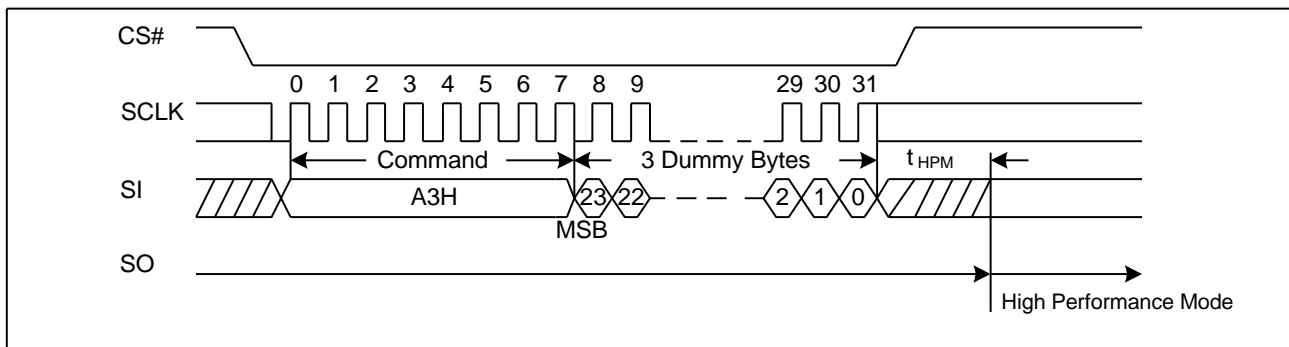 CS#
0 1 2 3 4 5 6 7 8 9 29 30 31
SCLK
Command 3 Dummy Bytes tHPM
SI A3H 23 22 2 1 0
MSB
SO
High Performance Mode